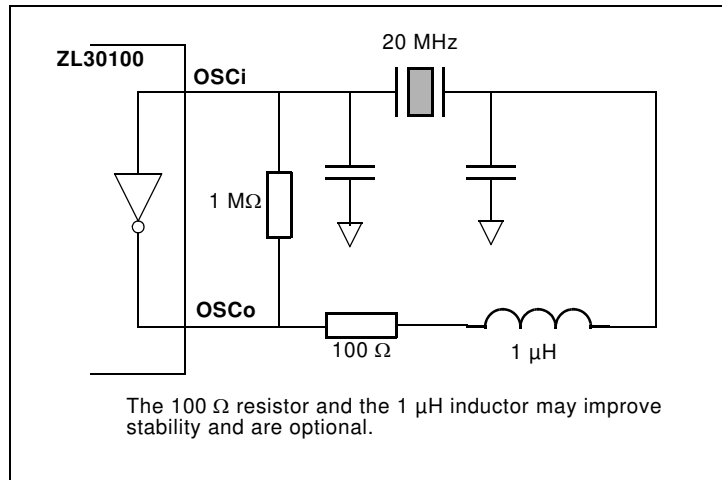 20 MHz
ZL30100
OSCi
1 MΩ
OSCo
100 Ω
1 µH
The 100 Ω resistor and the 1 µH inductor may improve
stability and are optional.